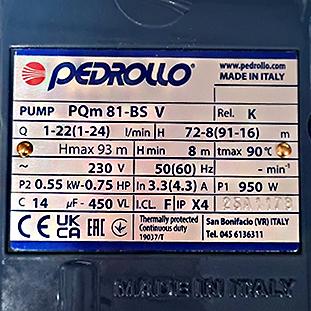 PEDROLLO
www.pedrollo.com
MADE IN ITALY
PUMP PQm 81-BS V Rel. K
Q 1-22(1-24) l/min H 72-8(91-16) m
Hmax 93 m H min 8 m tmax 90°C
~ 230 V 50(60) Hz - min⁻¹
P2 0.55 kW-0.75 HP In 3.3(4.3) A P1 950 W
C 14 µF-450 VL I.CL F IP X4
CE UKCA EAC
Thermally protected
Continuous duty
19037/T
San Bonifacio (VR) ITALY
Tel. 045 6136311
MADE IN ITALY